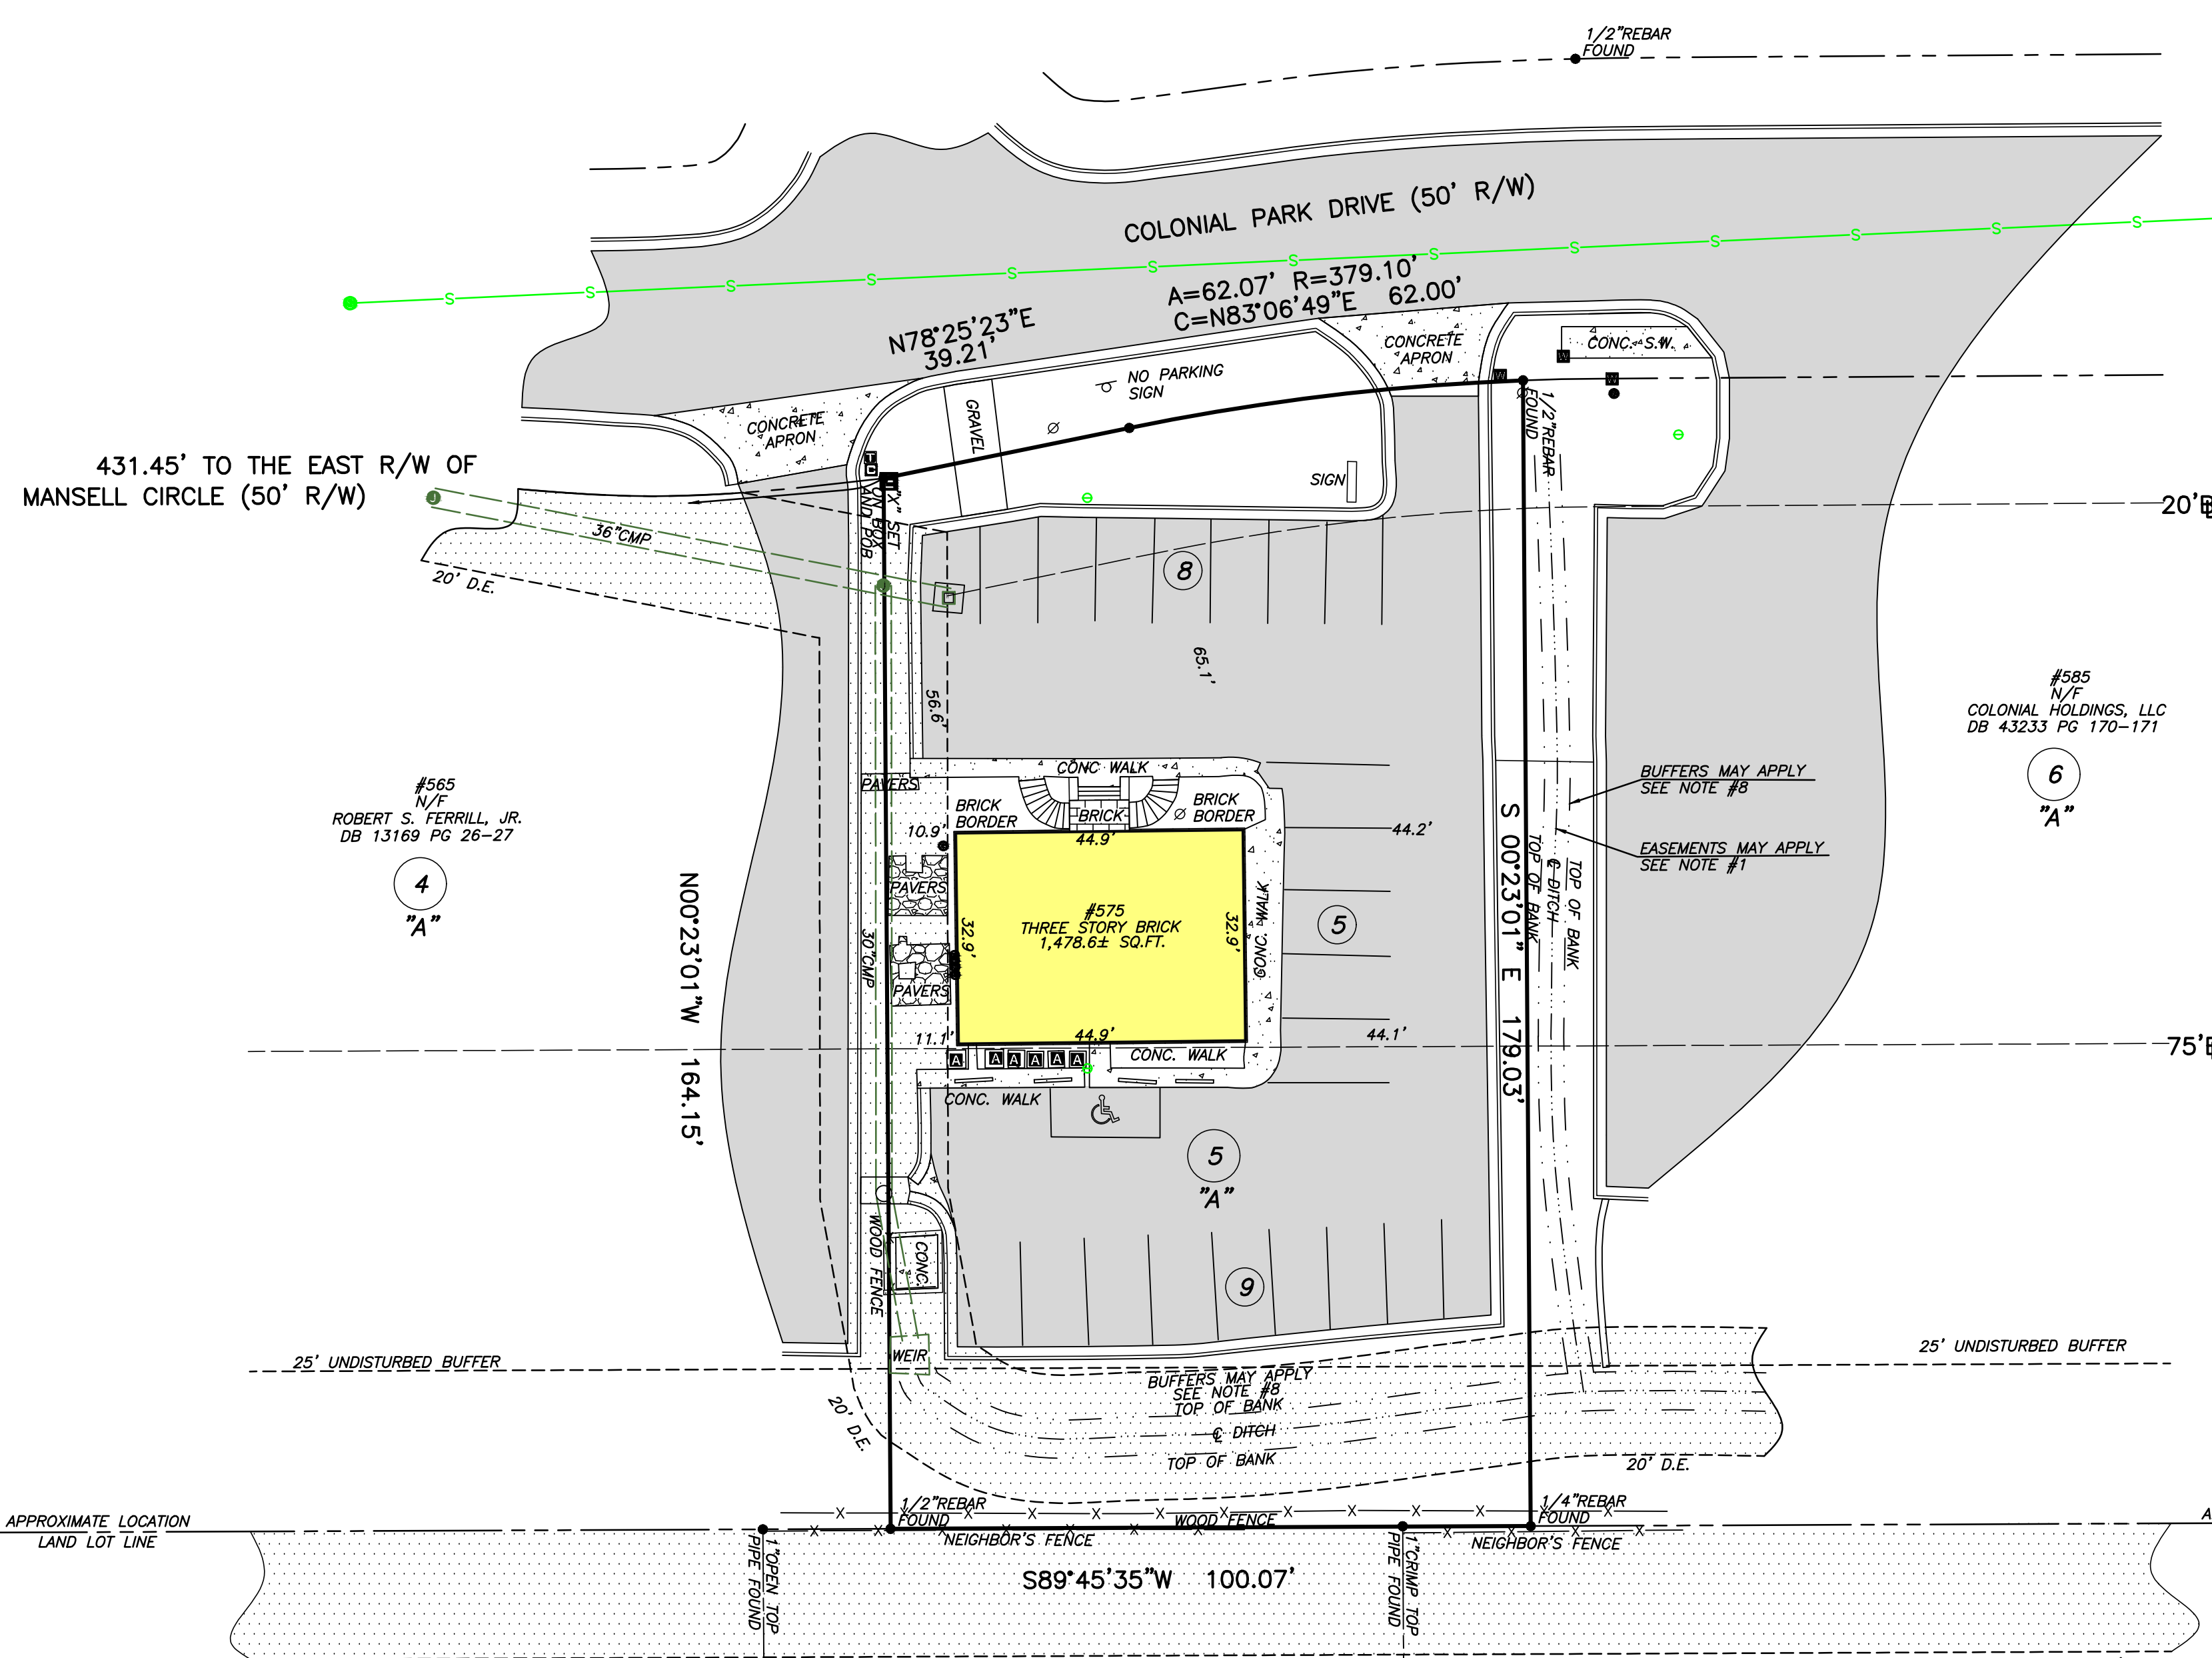 1/2"REBAR
FOUND
COLONIAL PARK DRIVE (50' R/W)
S S S S S S S S S S S S S
A=62.07' R=379.10'
C=N83°06'49"E 62.00'
N78°25'23"E
39.21'
CONCRETE
APRON
CONC. S.W.
W
W
W
NO PARKING
SIGN
GRAVEL
CONCRETE
APRON
1/2"REBAR
FOUND
T
C
SIGN
431.45' TO THE EAST R/W OF
MANSELL CIRCLE (50' R/W)
J
"X" SET
ON BOX
AND POB
20'
36"CMP
20' D.E.
J
8
65.1'
56.6'
#585
N/F
COLONIAL HOLDINGS, LLC
DB 43233 PG 170-171
6
"A"
BUFFERS MAY APPLY
SEE NOTE #8
EASEMENTS MAY APPLY
SEE NOTE #1
#565
N/F
ROBERT S. FERRILL, JR.
DB 13169 PG 26-27
4
"A"
CONC WALK
PAVERS
BRICK
BORDER
BRICK
BRICK
BORDER
10.9'
44.9'
44.2'
PAVERS
#575
THREE STORY BRICK
1,478.6± SQ.FT.
32.9'
32.9'
CONC. WALK
5
S 00°23'01" E 179.03'
TOP OF BANK
℄ DITCH
TOP OF BANK
N00°23'01"W 164.15'
30"CMP
PAVERS
11.1'
44.9'
44.1'
75'
A A A A A A
CONC. WALK
CONC. WALK
5
"A"
WOOD FENCE
CONC.
9
WEIR
25' UNDISTURBED BUFFER
25' UNDISTURBED BUFFER
BUFFERS MAY APPLY
SEE NOTE #8
TOP OF BANK
℄ DITCH
TOP OF BANK
20' D.E.
20' D.E.
1/2"REBAR
FOUND
WOOD FENCE
1/4"REBAR
FOUND
APPROXIMATE LOCATION
LAND LOT LINE
NEIGHBOR'S FENCE
NEIGHBOR'S FENCE
1"OPEN TOP
PIPE FOUND
1"CRIMP TOP
PIPE FOUND
S89°45'35"W 100.07'